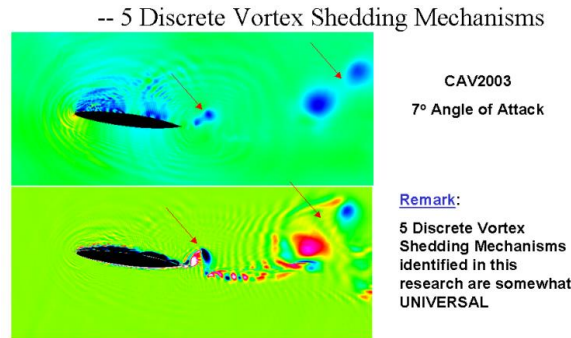 -- 5 Discrete Vortex Shedding Mechanisms
CAV2003
7º Angle of Attack
Remark:
5 Discrete Vortex
Shedding Mechanisms
identified in this
research are somewhat
UNIVERSAL